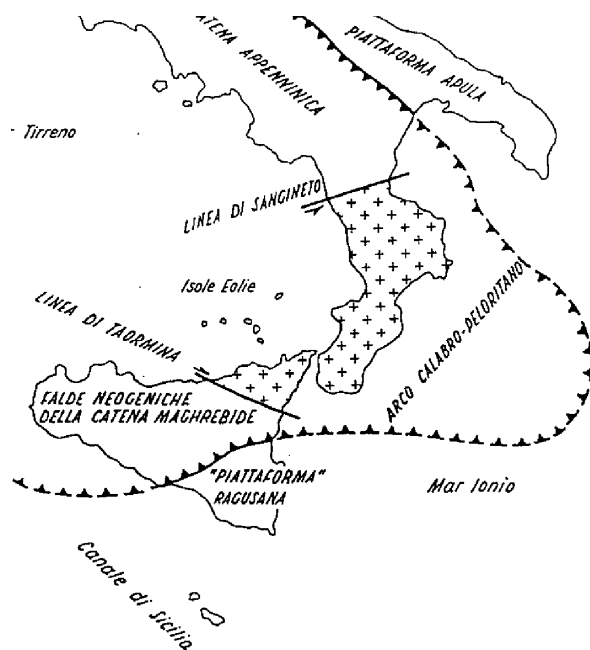 CATENA APPENNINICA
PIATTAFORMA APULA
Tirreno
LINEA DI SANGINETO
Isole Eolie
LINEA DI TAORMINA
ARCO CALABRO-PELORITANO
FALDE NEOGENICHE
DELLA CATENA MAGHREBIDE
"PIATTAFORMA"
RAGUSANA
Mar Ionio
Canale di Sicilia